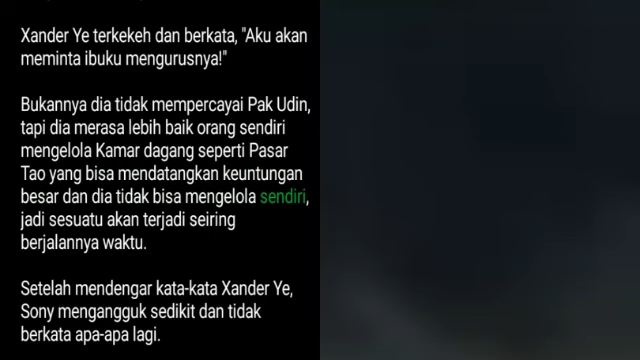 Xander Ye terkekeh dan berkata, "Aku akan
meminta ibuku mengurusnya!"
Bukannya dia tidak mempercayai Pak Udin,
tapi dia merasa lebih baik orang sendiri
mengelola Kamar dagang seperti Pasar
Tao yang bisa mendatangkan keuntungan
besar dan dia tidak bisa mengelola sendiri,
jadi sesuatu akan terjadi seiring
berjalannya waktu.
Setelah mendengar kata-kata Xander Ye,
Sony mengangguk sedikit dan tidak
berkata apa-apa lagi.